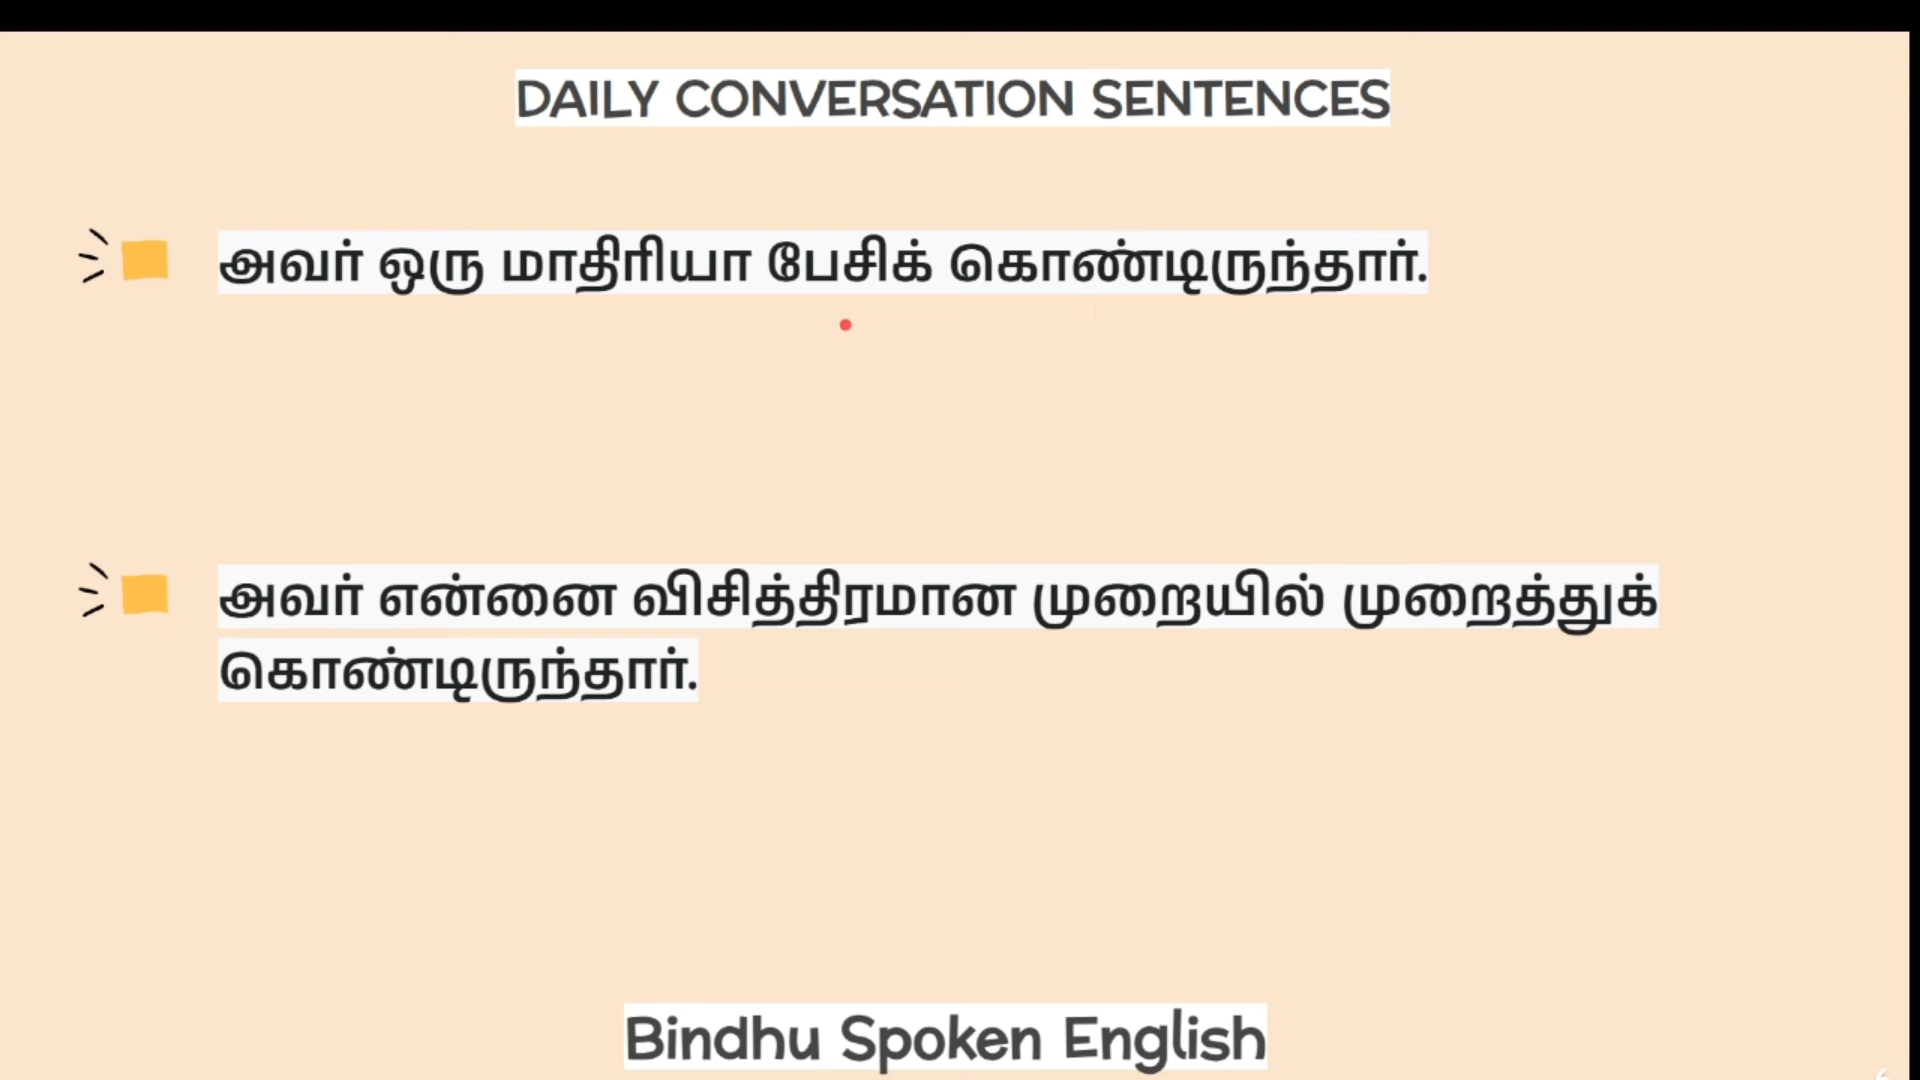 DAILY CONVERSATION SENTENCES
அவர் ஒரு மாதிரியா பேசிக் கொண்டிருந்தார்.
அவர் என்னை விசித்திரமான முறையில் முறைத்துக்
கொண்டிருந்தார்.
Bindhu Spoken English